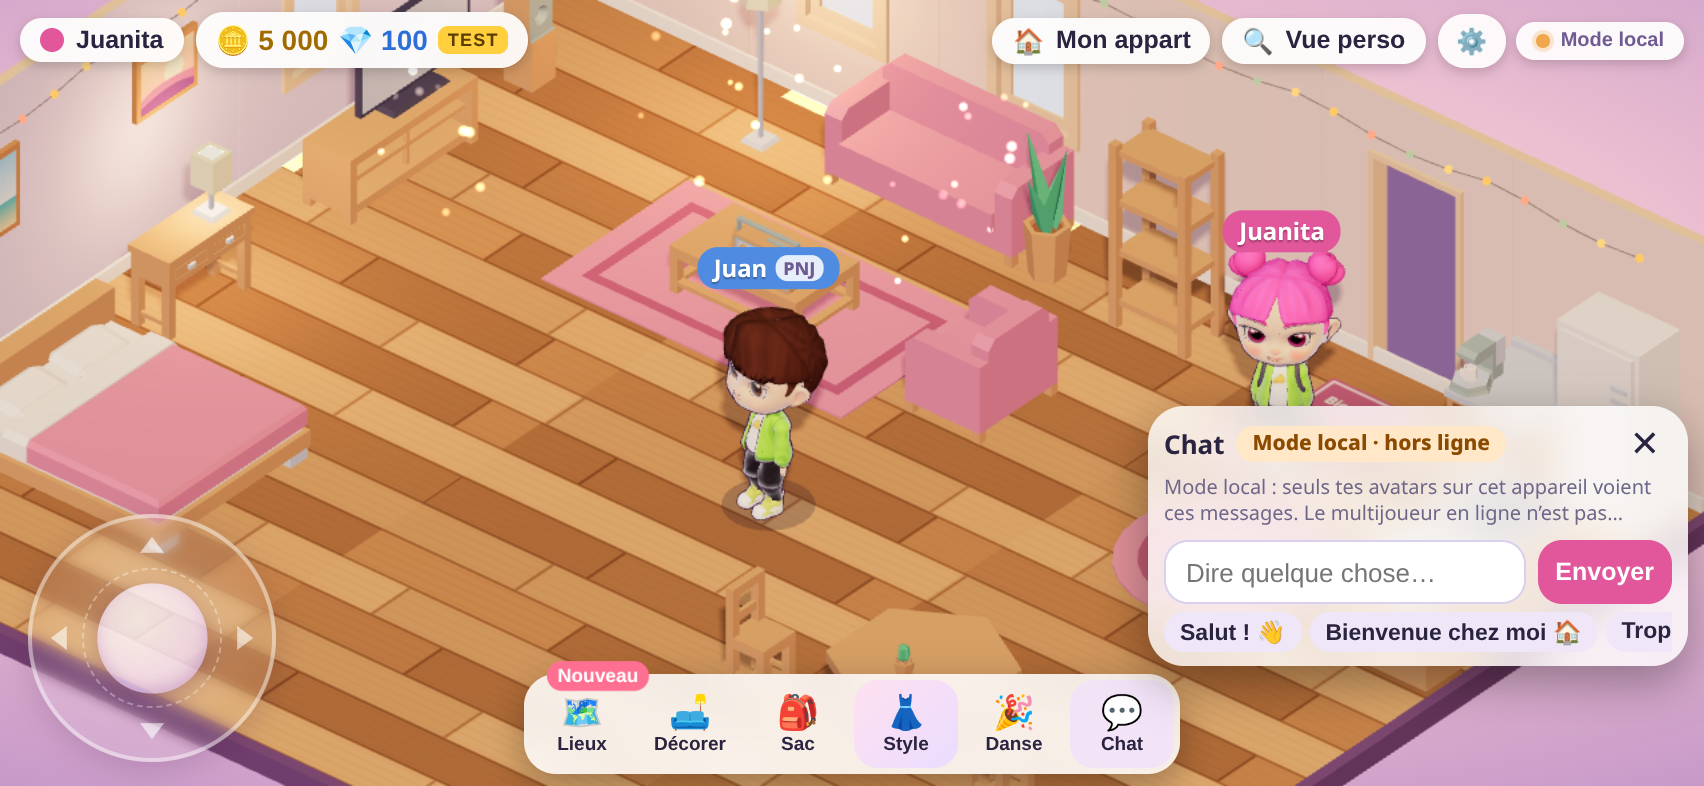 Juanita
5 000
100
TEST
Mon appart
Vue perso
Mode local
Juanita
Juan
PNJ
Chat
Mode local · hors ligne
Mode local : seuls tes avatars sur cet appareil voient
ces messages. Le multijoueur en ligne n’est pas…
Dire quelque chose…
Envoyer
Salut ! 👋
Bienvenue chez moi 🏠
Trop
Nouveau
Lieux
Décorer
Sac
Style
Danse
Chat